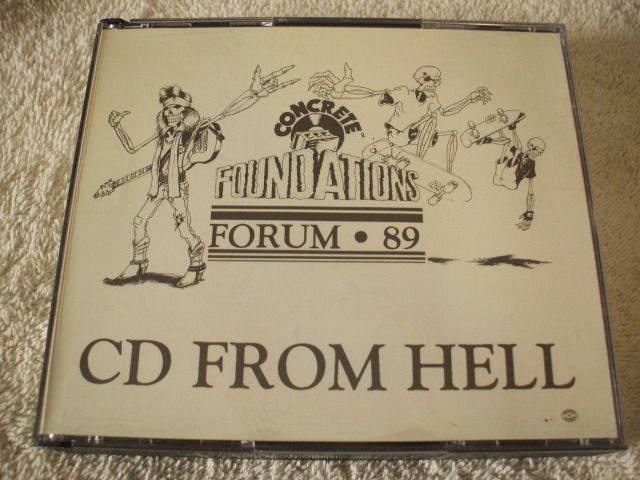 CONCRETE
FOUNDATIONS
FORUM • 89
CD FROM HELL